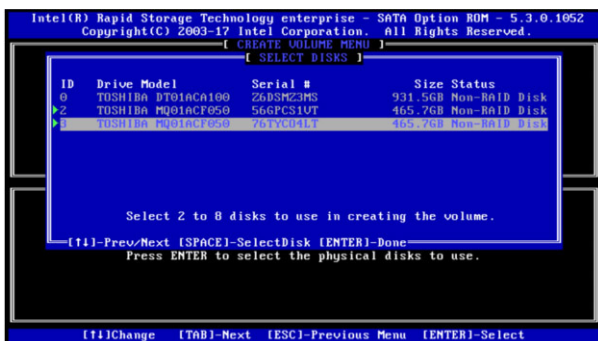 Intel(R) Rapid Storage Technology enterprise - SATA Option ROM - 5.3.0.1052
Copyright(C) 2003-17 Intel Corporation. All Rights Reserved.
[ CREATE VOLUME MENU ]
[ SELECT DISKS ]
ID Drive Model Serial # Size Status
0 TOSHIBA DT01ACA100 Z6DSMZ3MS 931.5GB Non-RAID Disk
2 TOSHIBA MQ01ACF050 56GPCS1VT 465.7GB Non-RAID Disk
3 TOSHIBA MQ01ACF050 76TYC04LT 465.7GB Non-RAID Disk
Select 2 to 8 disks to use in creating the volume.
[↑↓]-Prev/Next [SPACE]-SelectDisk [ENTER]-Done
Press ENTER to select the physical disks to use.
[↑↓]Change [TAB]-Next [ESC]-Previous Menu [ENTER]-Select